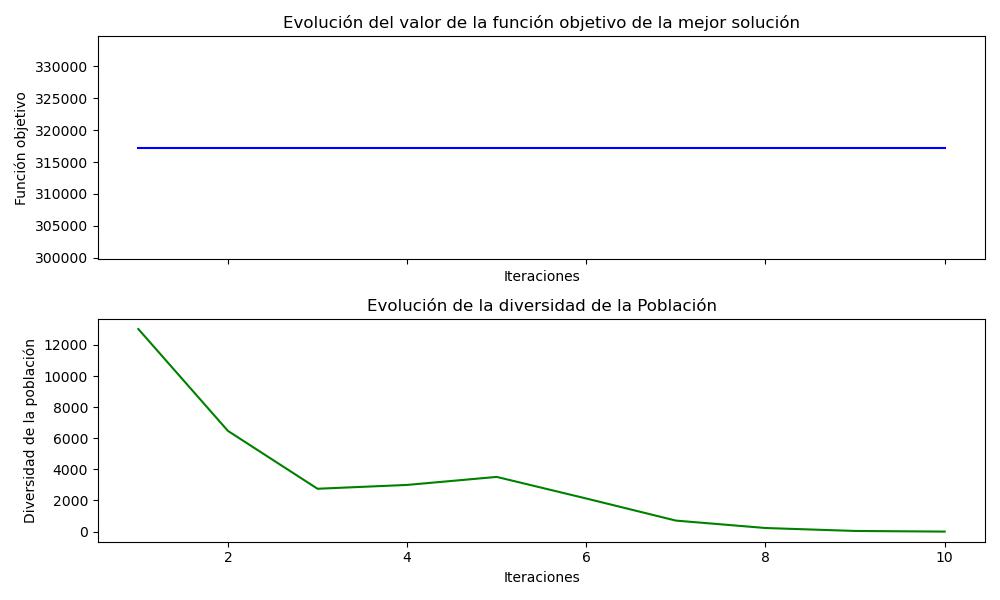 Evolución del valor de la función objetivo de la mejor solución
Función objetivo
330000
325000
320000
315000
310000
305000
300000
Iteraciones
Evolución de la diversidad de la Población
Diversidad de la población
12000
10000
8000
6000
4000
2000
0
2 4 6 8 10
Iteraciones